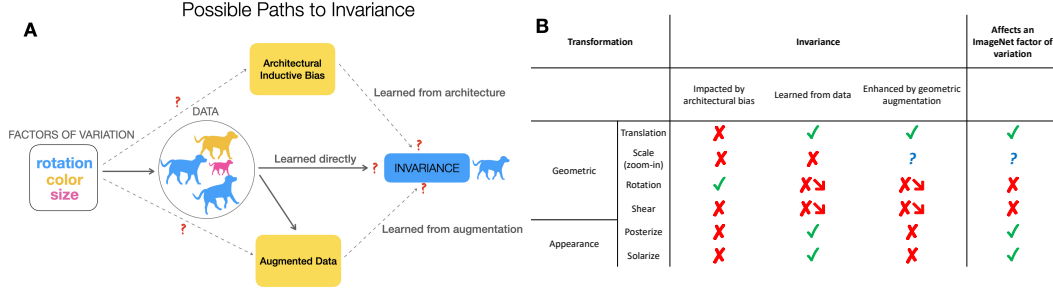 Possible Paths to Invariance
A
Architectural
Inductive Bias
?
DATA
Learned from architecture
FACTORS OF VARIATION
rotation
color
size
Learned directly
?
?
INVARIANCE
?
?
Learned from augmentation
Augmented Data
B
Transformation
Invariance
Affects an
ImageNet factor of
variation
Impacted by
architectural bias
Learned from data
Enhanced by geometric
augmentation
Geometric
Translation
✗ ✓ ✓ ✓
Scale
(zoom-in)
✗ ✗ ? ?
Rotation
✓ ✗↘ ✗↘ ✗
Shear
✗ ✗↘ ✗↘ ✗
Appearance
Posterize
✗ ✓ ✗ ✓
Solarize
✗ ✓ ✗ ✓